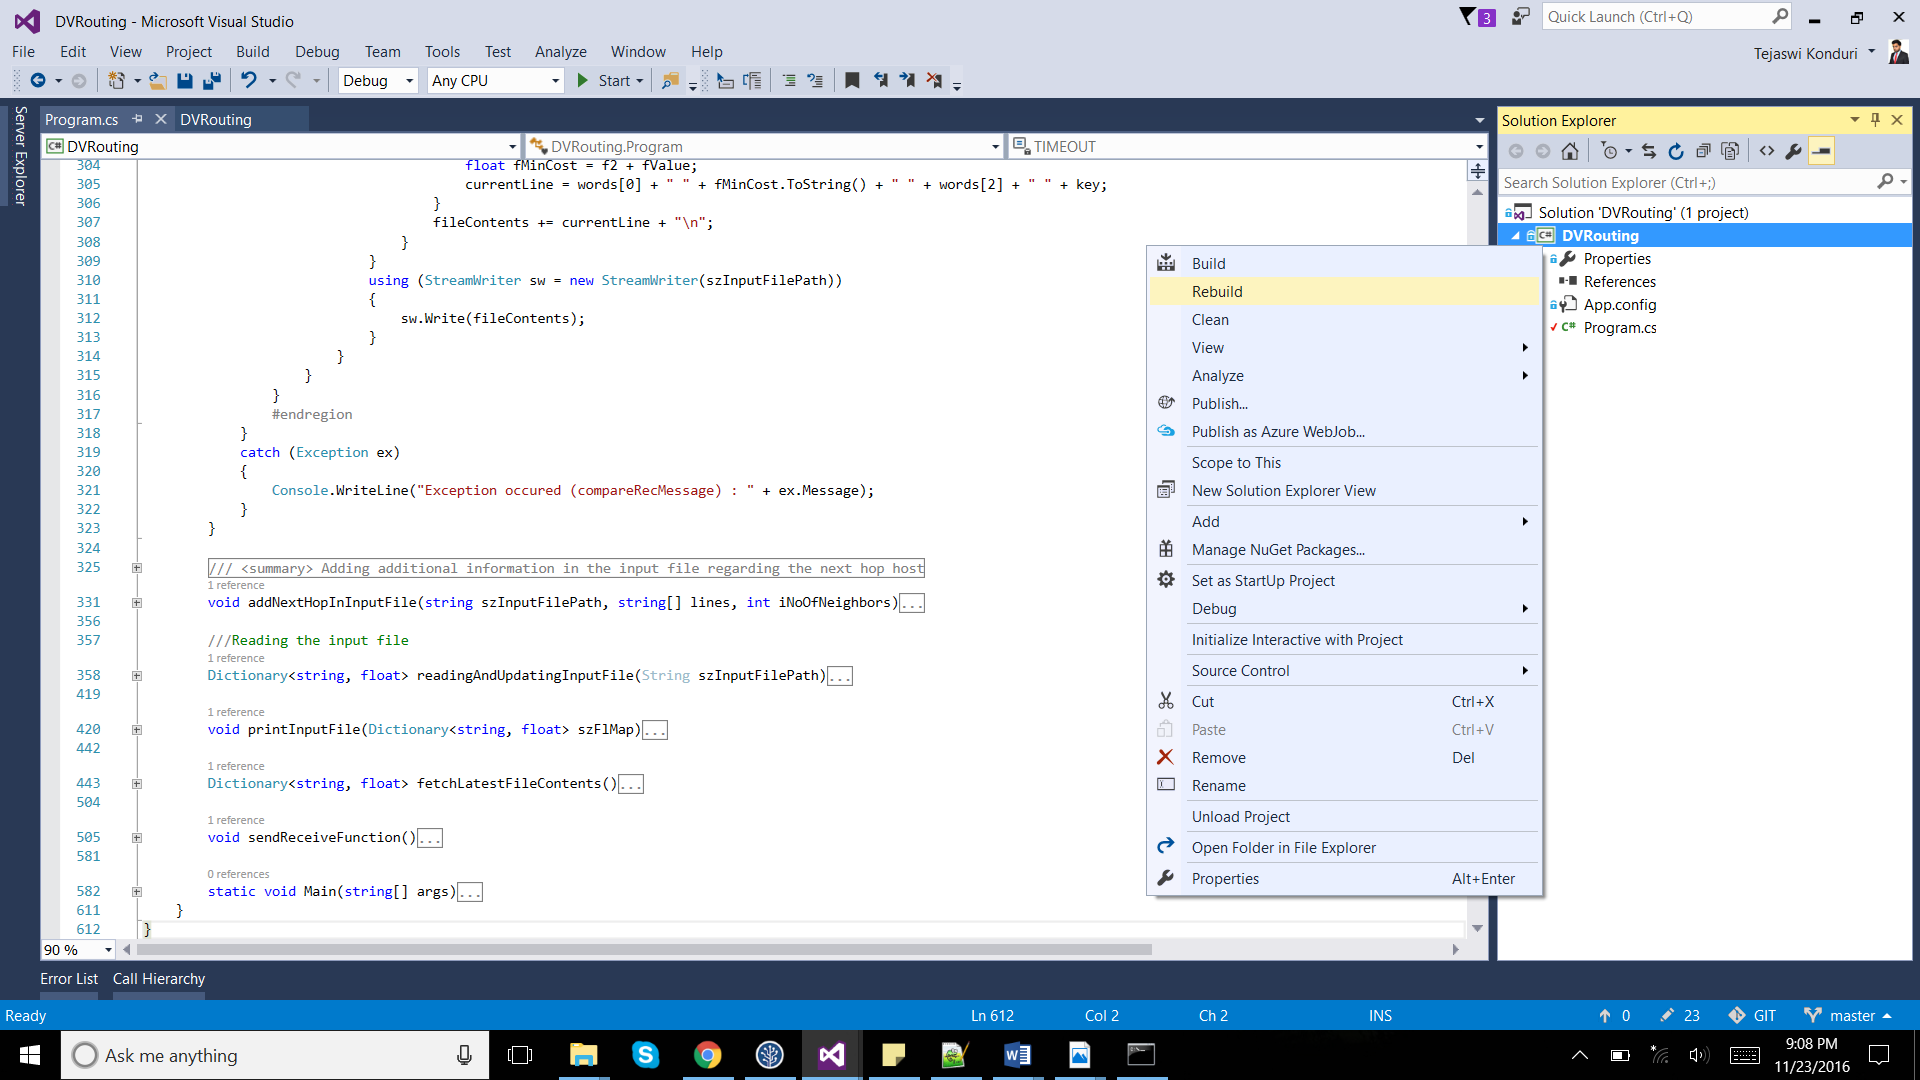 DVRouting - Microsoft Visual Studio
3
Quick Launch (Ctrl+Q)
File Edit View Project Build Debug Team Tools Test Analyze Window Help
Tejaswi Konduri
Debug Any CPU Start
Server Explorer
Program.cs DVRouting
Solution Explorer
C# DVRouting DVRouting.Program TIMEOUT
Search Solution Explorer (Ctrl+;)
Solution 'DVRouting' (1 project)
C# DVRouting
Properties
References
App.config
C# Program.cs
304 float fMinCost = f2 + fValue;
305 currentLine = words[0] + " " + fMinCost.ToString() + " " + words[2] + " " + key;
306 }
307 fileContents += currentLine + "\n";
308 }
309 }
310 using (StreamWriter sw = new StreamWriter(szInputFilePath))
311 {
312 sw.Write(fileContents);
313 }
314 }
315 }
316 }
317 #endregion
318 }
319 catch (Exception ex)
320 {
321 Console.WriteLine("Exception occured (compareRecMessage) : " + ex.Message);
322 }
323 }
324
325 /// <summary> Adding additional information in the input file regarding the next hop host
1 reference
331 void addNextHopInInputFile(string szInputFilePath, string[] lines, int iNoOfNeighbors)...
356
357 ///Reading the input file
1 reference
358 Dictionary<string, float> readingAndUpdatingInputFile(String szInputFilePath)...
419
1 reference
420 void printInputFile(Dictionary<string, float> szFlMap)...
442
1 reference
443 Dictionary<string, float> fetchLatestFileContents()...
504
1 reference
505 void sendReceiveFunction()...
581
0 references
582 static void Main(string[] args)...
611 }
612 }
Build
Rebuild
Clean
View
Analyze
Publish...
Publish as Azure WebJob...
Scope to This
New Solution Explorer View
Add
Manage NuGet Packages...
Set as StartUp Project
Debug
Initialize Interactive with Project
Source Control
Cut Ctrl+X
Paste Ctrl+V
Remove Del
Rename
Unload Project
Open Folder in File Explorer
Properties Alt+Enter
90 %
Error List Call Hierarchy
Ready Ln 612 Col 2 Ch 2 INS 0 23 GIT master
Ask me anything
9:08 PM
11/23/2016